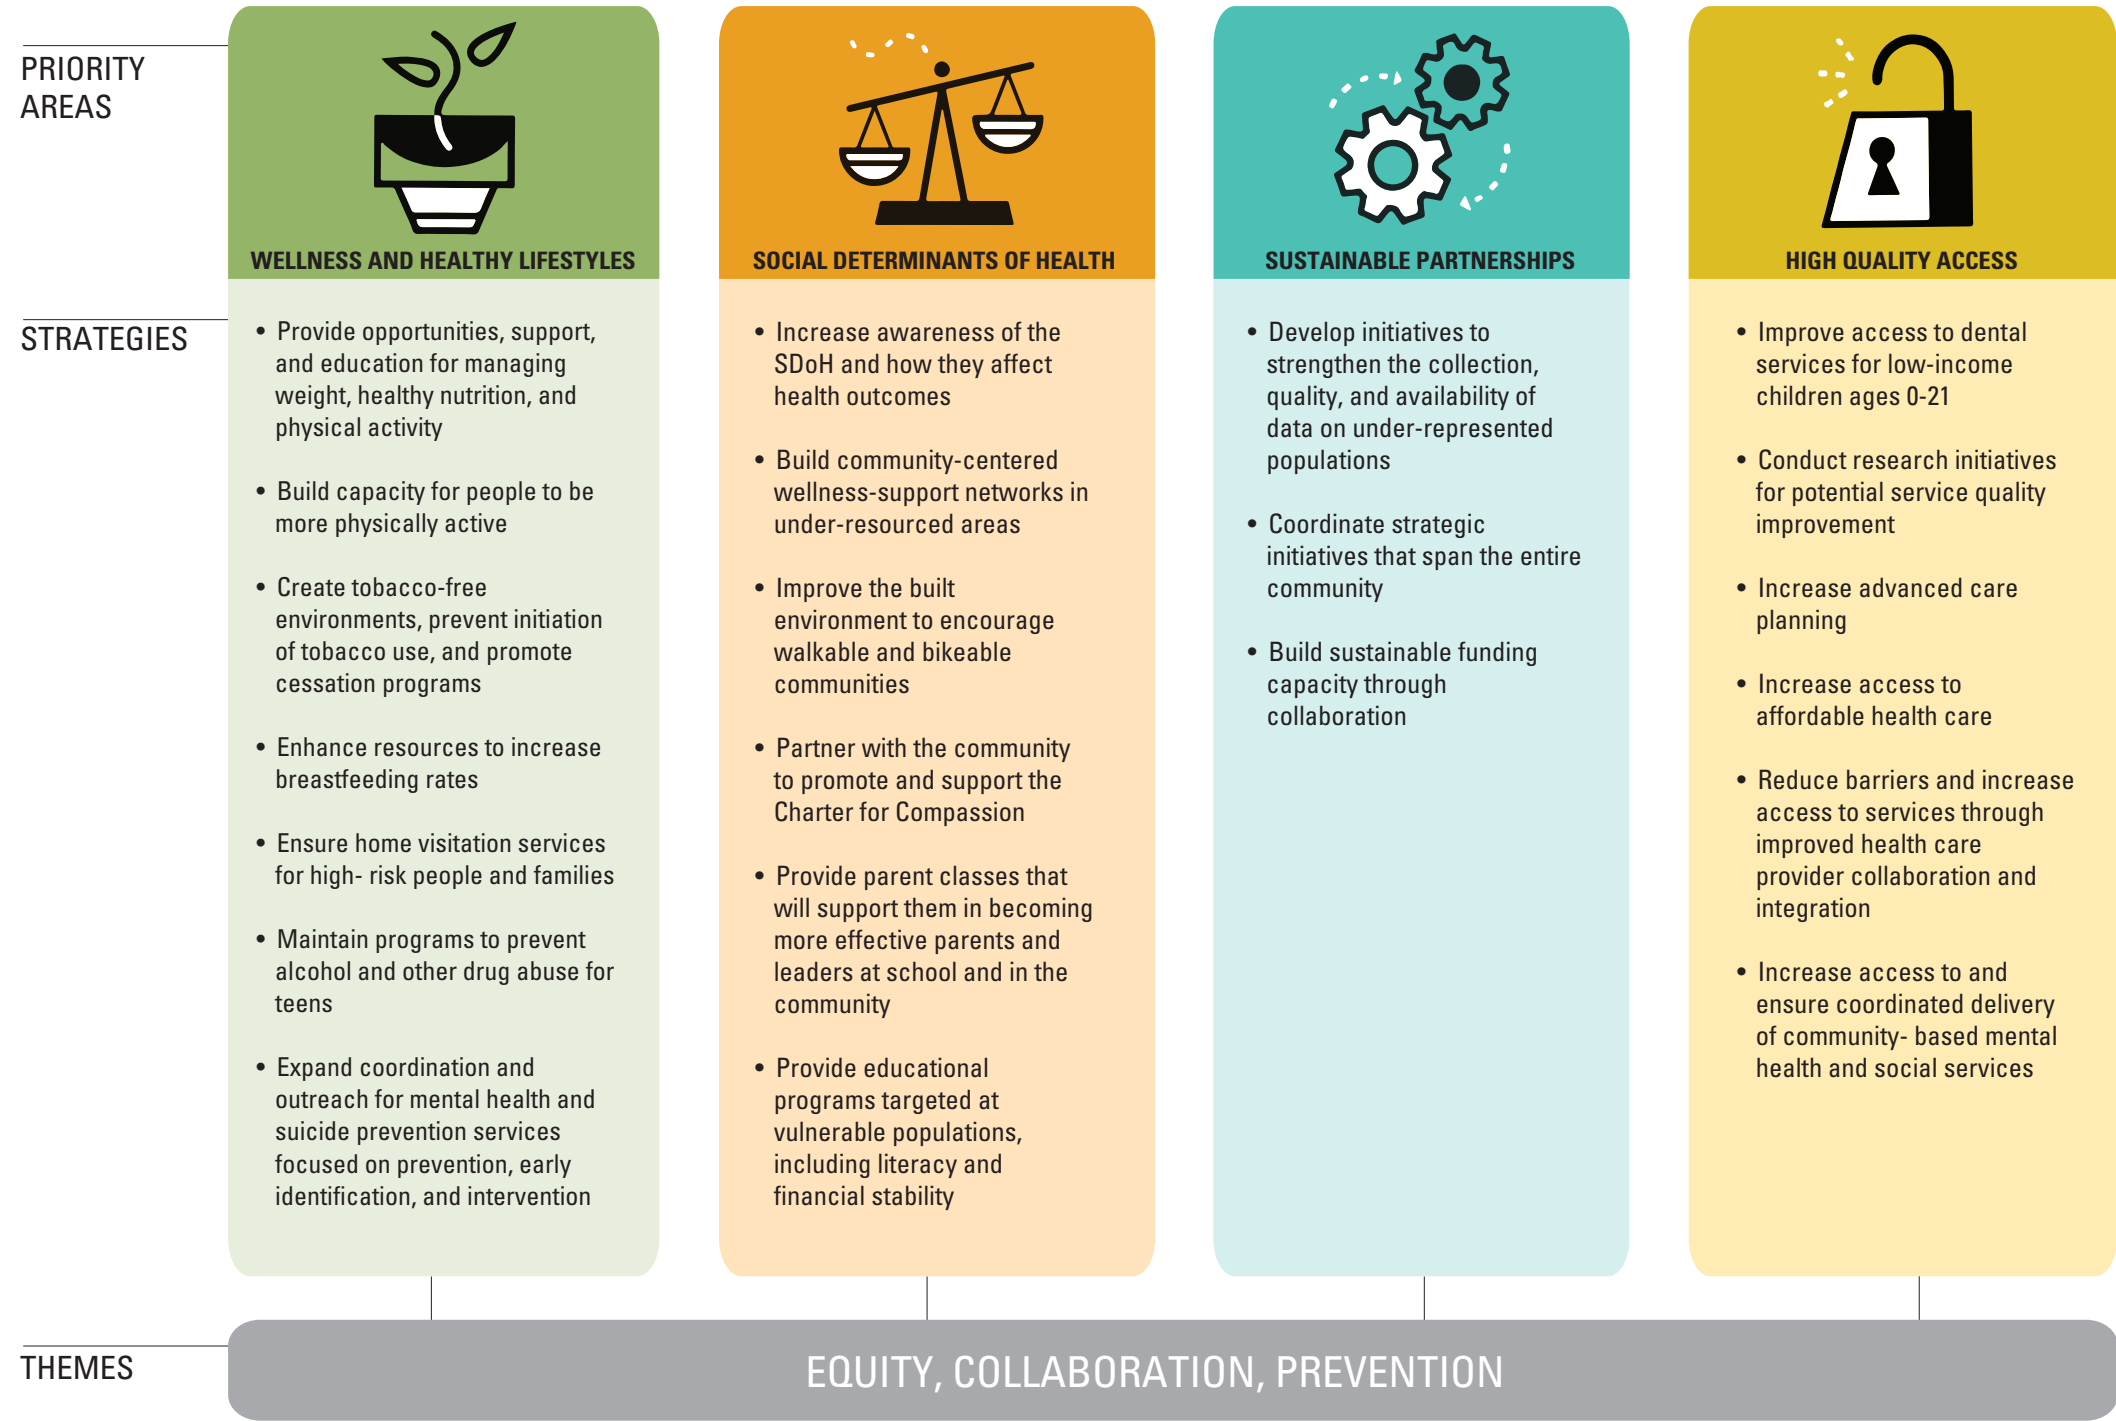 PRIORITY
AREAS
WELLNESS AND HEALTHY LIFESTYLES
SOCIAL DETERMINANTS OF HEALTH
SUSTAINABLE PARTNERSHIPS
HIGH QUALITY ACCESS
STRATEGIES
• Provide opportunities, support,
and education for managing
weight, healthy nutrition, and
physical activity
• Build capacity for people to be
more physically active
• Create tobacco-free
environments, prevent initiation
of tobacco use, and promote
cessation programs
• Enhance resources to increase
breastfeeding rates
• Ensure home visitation services
for high- risk people and families
• Maintain programs to prevent
alcohol and other drug abuse for
teens
• Expand coordination and
outreach for mental health and
suicide prevention services
focused on prevention, early
identification, and intervention
• Increase awareness of the
SDoH and how they affect
health outcomes
• Build community-centered
wellness-support networks in
under-resourced areas
• Improve the built
environment to encourage
walkable and bikeable
communities
• Partner with the community
to promote and support the
Charter for Compassion
• Provide parent classes that
will support them in becoming
more effective parents and
leaders at school and in the
community
• Provide educational
programs targeted at
vulnerable populations,
including literacy and
financial stability
• Develop initiatives to
strengthen the collection,
quality, and availability of
data on under-represented
populations
• Coordinate strategic
initiatives that span the entire
community
• Build sustainable funding
capacity through
collaboration
• Improve access to dental
services for low-income
children ages 0-21
• Conduct research initiatives
for potential service quality
improvement
• Increase advanced care
planning
• Increase access to
affordable health care
• Reduce barriers and increase
access to services through
improved health care
provider collaboration and
integration
• Increase access to and
ensure coordinated delivery
of community- based mental
health and social services
THEMES
EQUITY, COLLABORATION, PREVENTION